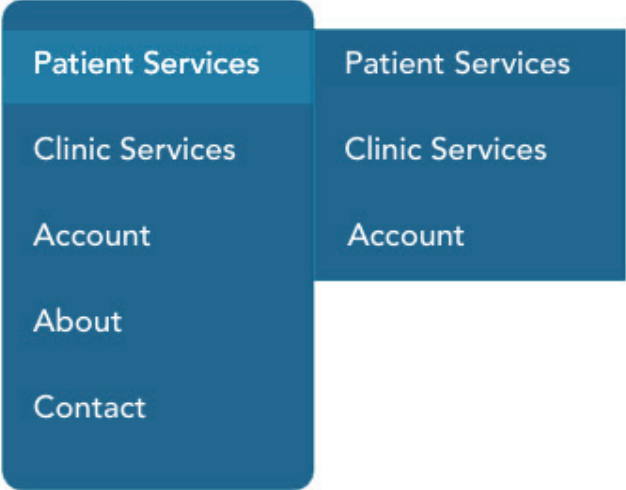 Patient Services
Clinic Services
Account
About
Contact
Patient Services
Clinic Services
Account